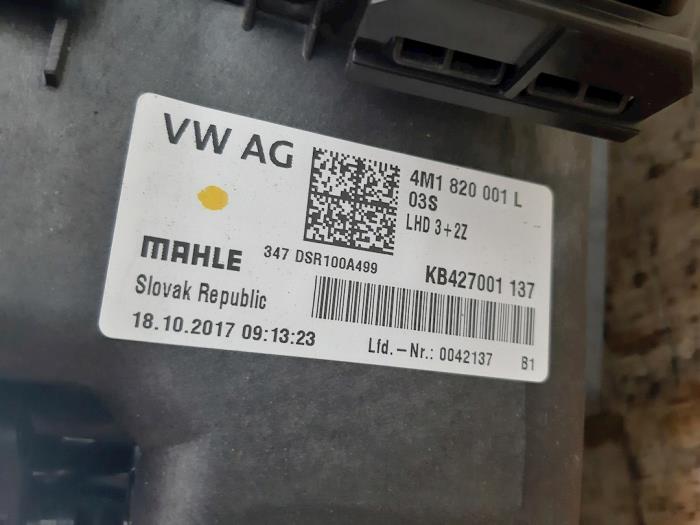 VW AG
4M1 820 001 L
03S
LHD 3+2Z
MAHLE
347 DSR100A499
KB427001 137
Slovak Republic
18.10.2017 09:13:23
Lfd.-Nr.: 0042137
B1